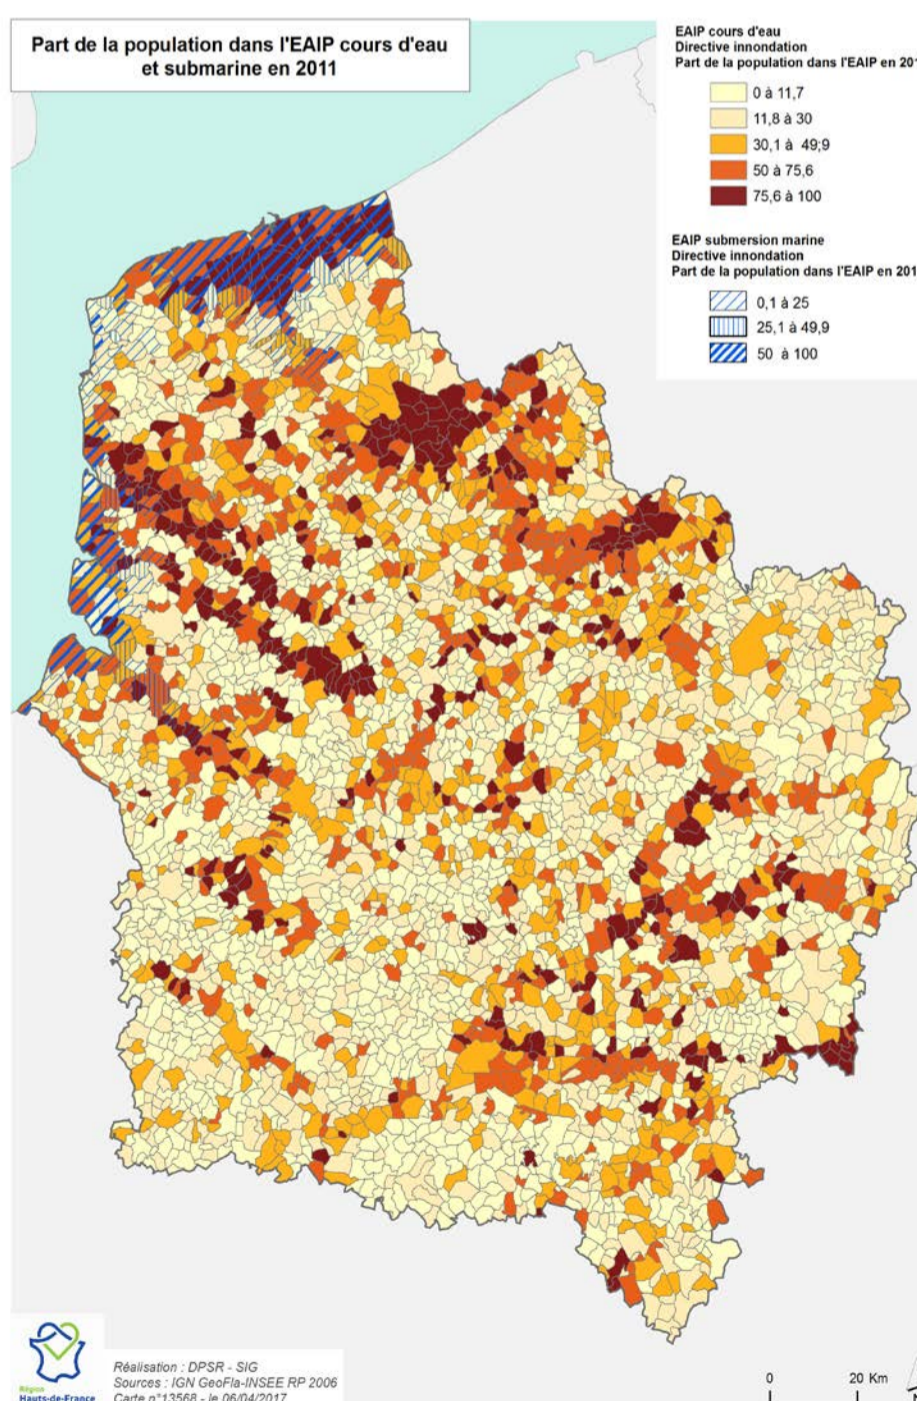 Part de la population dans l'EAIP cours d'eau
et submarine en 2011
EAIP cours d'eau
Directive innondation
Part de la population dans l'EAIP en 201
0 à 11,7
11,8 à 30
30,1 à 49;9
50 à 75,6
75,6 à 100
EAIP submersion marine
Directive innondation
Part de la population dans l'EAIP en 201
0,1 à 25
25,1 à 49,9
50 à 100
Région
Hauts-de-France
Réalisation : DPSR - SIG
Sources : IGN GeoFla-INSEE RP 2006
Carte n°13568 - le 06/04/2017
0 20 Km